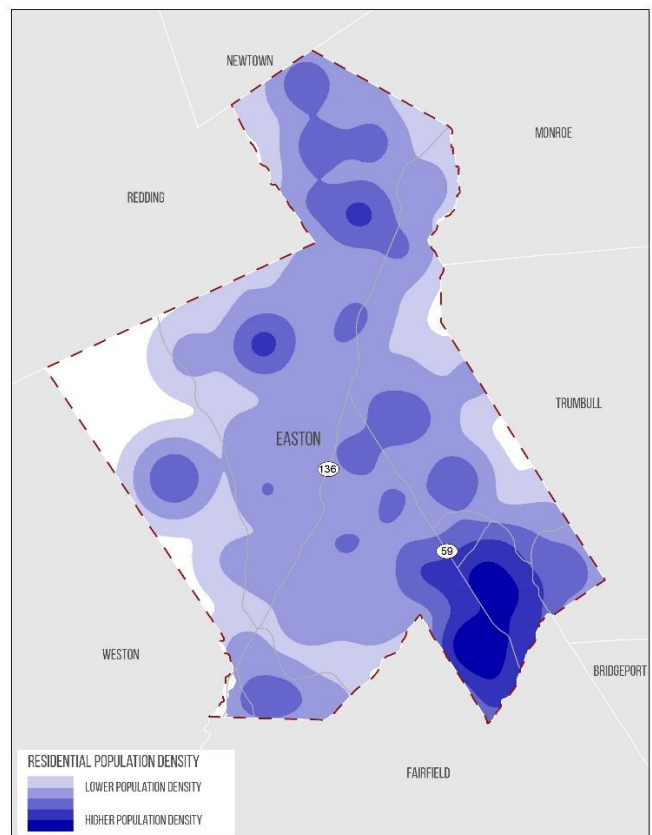 NEWTOWN
MONROE
REDDING
TRUMBULL
EASTON
136
59
WESTON
BRIDGEPORT
FAIRFIELD
RESIDENTIAL POPULATION DENSITY
LOWER POPULATION DENSITY
HIGHER POPULATION DENSITY